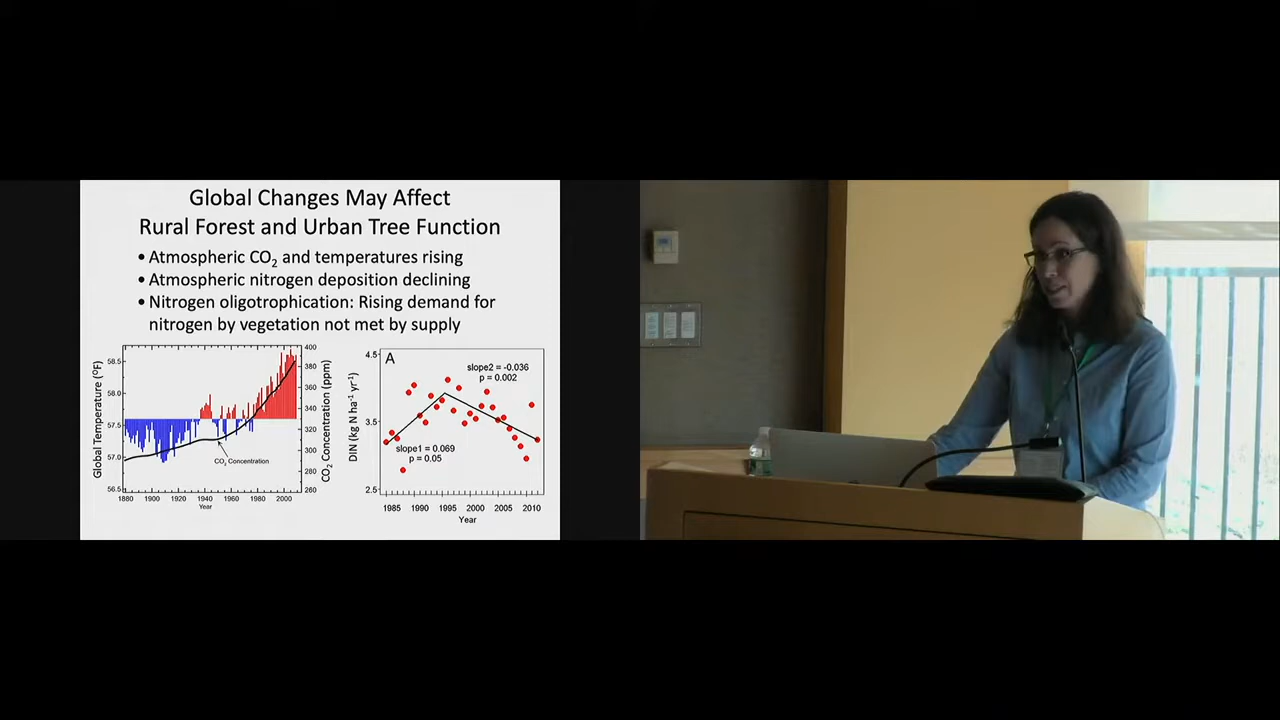 Global Changes May Affect
Rural Forest and Urban Tree Function
• Atmospheric CO2 and temperatures rising
• Atmospheric nitrogen deposition declining
• Nitrogen oligotrophication: Rising demand for
nitrogen by vegetation not met by supply
Global Temperature (°F)
58.5
58.0
57.5
57.0
56.5
1880 1900 1920 1940 1960 1980 2000
Year
CO2 Concentration
400
380
360
340
320
300
280
260
CO2 Concentration (ppm)
A
DIN (kg N ha-1 yr-1)
4.5
3.5
2.5
slope2 = -0.036
p = 0.002
slope1 = 0.069
p = 0.05
1985 1990 1995 2000 2005 2010
Year